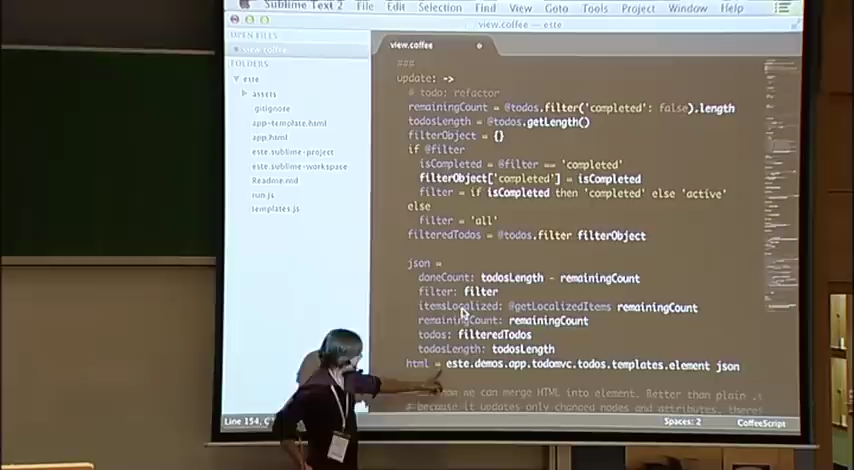 Sublime Text 2 File Edit Selection Find View Goto Tools Project Window Help
view.coffee — este
OPEN FILES
view.coffee
FOLDERS
este
assets
.gitignore
app-template.html
app.html
este.sublime-project
este.sublime-workspace
Readme.md
run.js
templates.js
view.coffee
###
update: ->
# todo: refactor
remainingCount = @todos.filter('completed': false).length
todosLength = @todos.getLength()
filterObject = {}
if @filter
isCompleted = @filter == 'completed'
filterObject['completed'] = isCompleted
filter = if isCompleted then 'completed' else 'active'
else
filter = 'all'
filteredTodos = @todos.filter filterObject
json =
doneCount: todosLength - remainingCount
filter: filter
itemsLocalized: @getLocalizedItems remainingCount
remainingCount: remainingCount
todos: filteredTodos
todosLength: todosLength
html = este.demos.app.todomvc.todos.templates.element json
we can merge HTML into element. Better than plain
#because it updates only changed nodes and attributes.
Line 154,
Spaces: 2
CoffeeScript